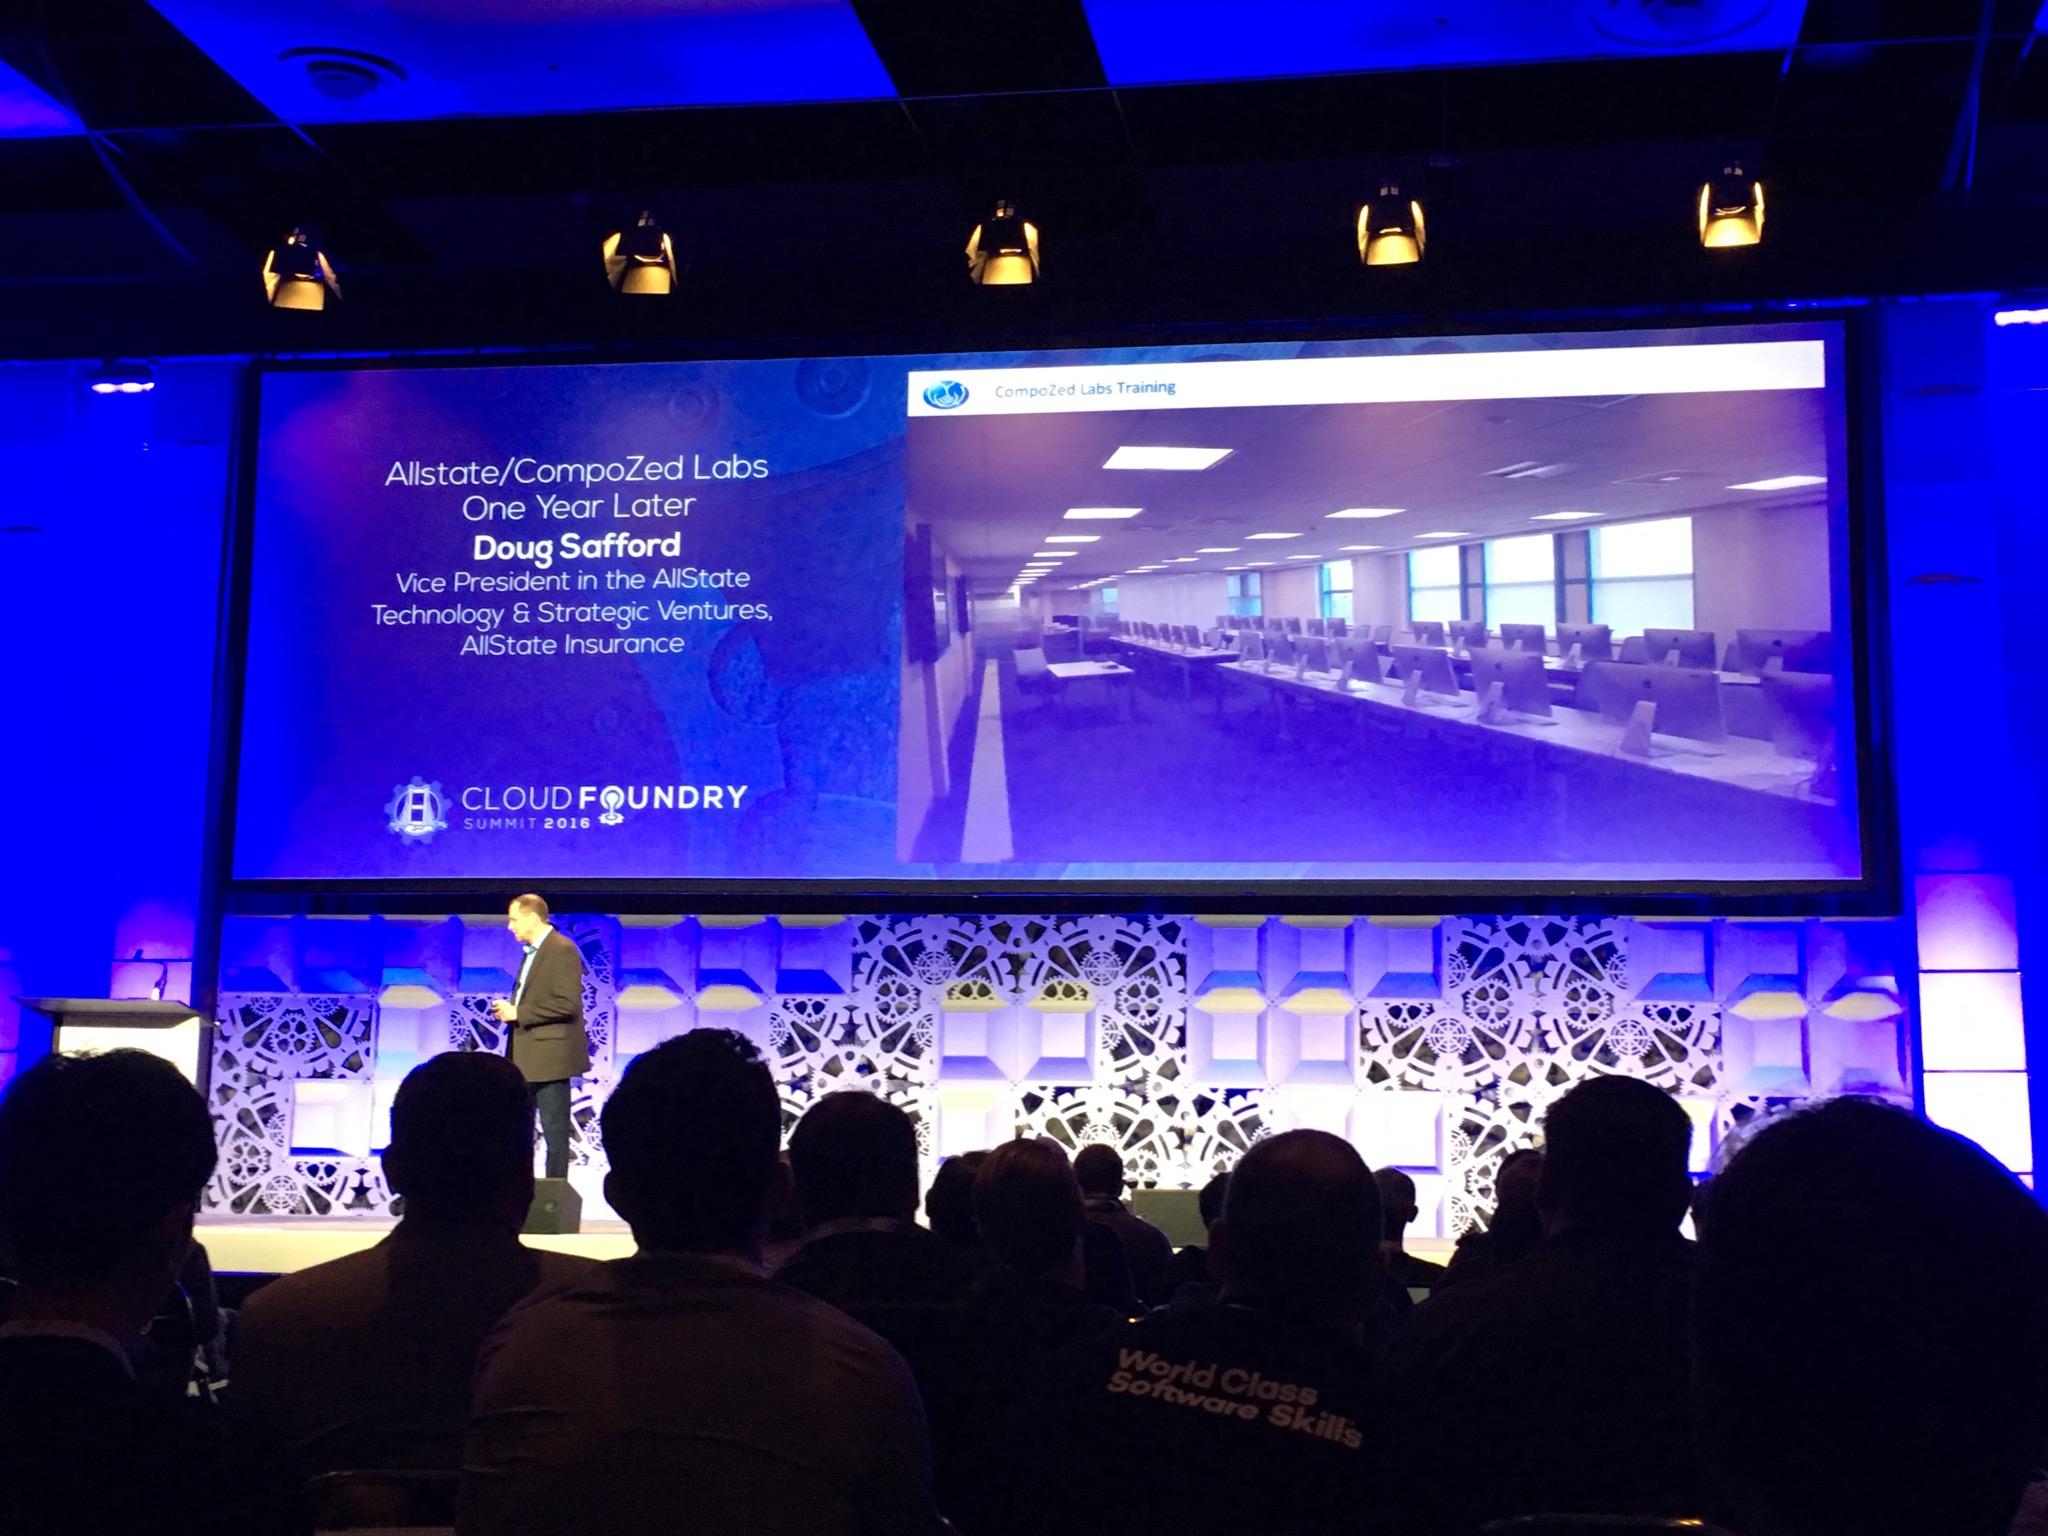 Allstate/CompoZed Labs
One Year Later
Doug Safford
Vice President in the AllState
Technology & Strategic Ventures,
AllState Insurance
CLOUD FOUNDRY
SUMMIT 2016
CompoZed Labs Training
World Class
Software Skills